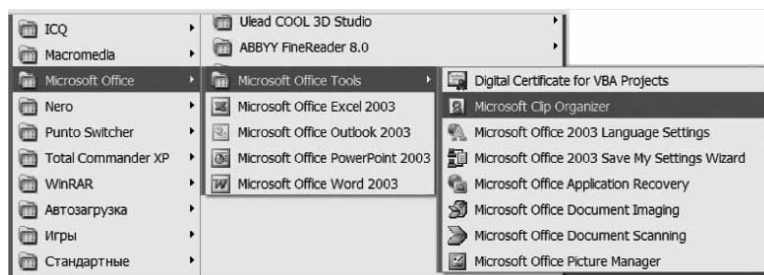 ICQ
Macromedia
Microsoft Office
Nero
Punto Switcher
Total Commander XP
WinRAR
Автозагрузка
Игры
Стандартные
Ulead COOL 3D Studio
ABBYY FineReader 8.0
Microsoft Office Tools
Microsoft Office Excel 2003
Microsoft Office Outlook 2003
Microsoft Office PowerPoint 2003
Microsoft Office Word 2003
Digital Certificate for VBA Projects
Microsoft Clip Organizer
Microsoft Office 2003 Language Settings
Microsoft Office 2003 Save My Settings Wizard
Microsoft Office Application Recovery
Microsoft Office Document Imaging
Microsoft Office Document Scanning
Microsoft Office Picture Manager